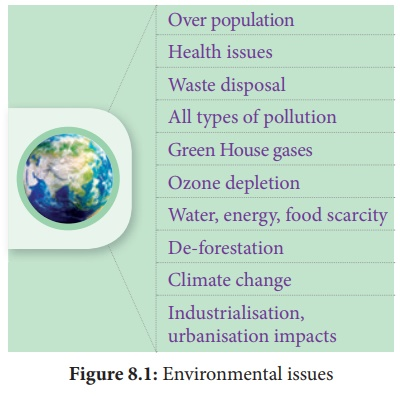 Over population
Health issues
Waste disposal
All types of pollution
Green House gases
Ozone depletion
Water, energy, food scarcity
De-forestation
Climate change
Industrialisation,
urbanisation impacts
Figure 8.1: Environmental issues